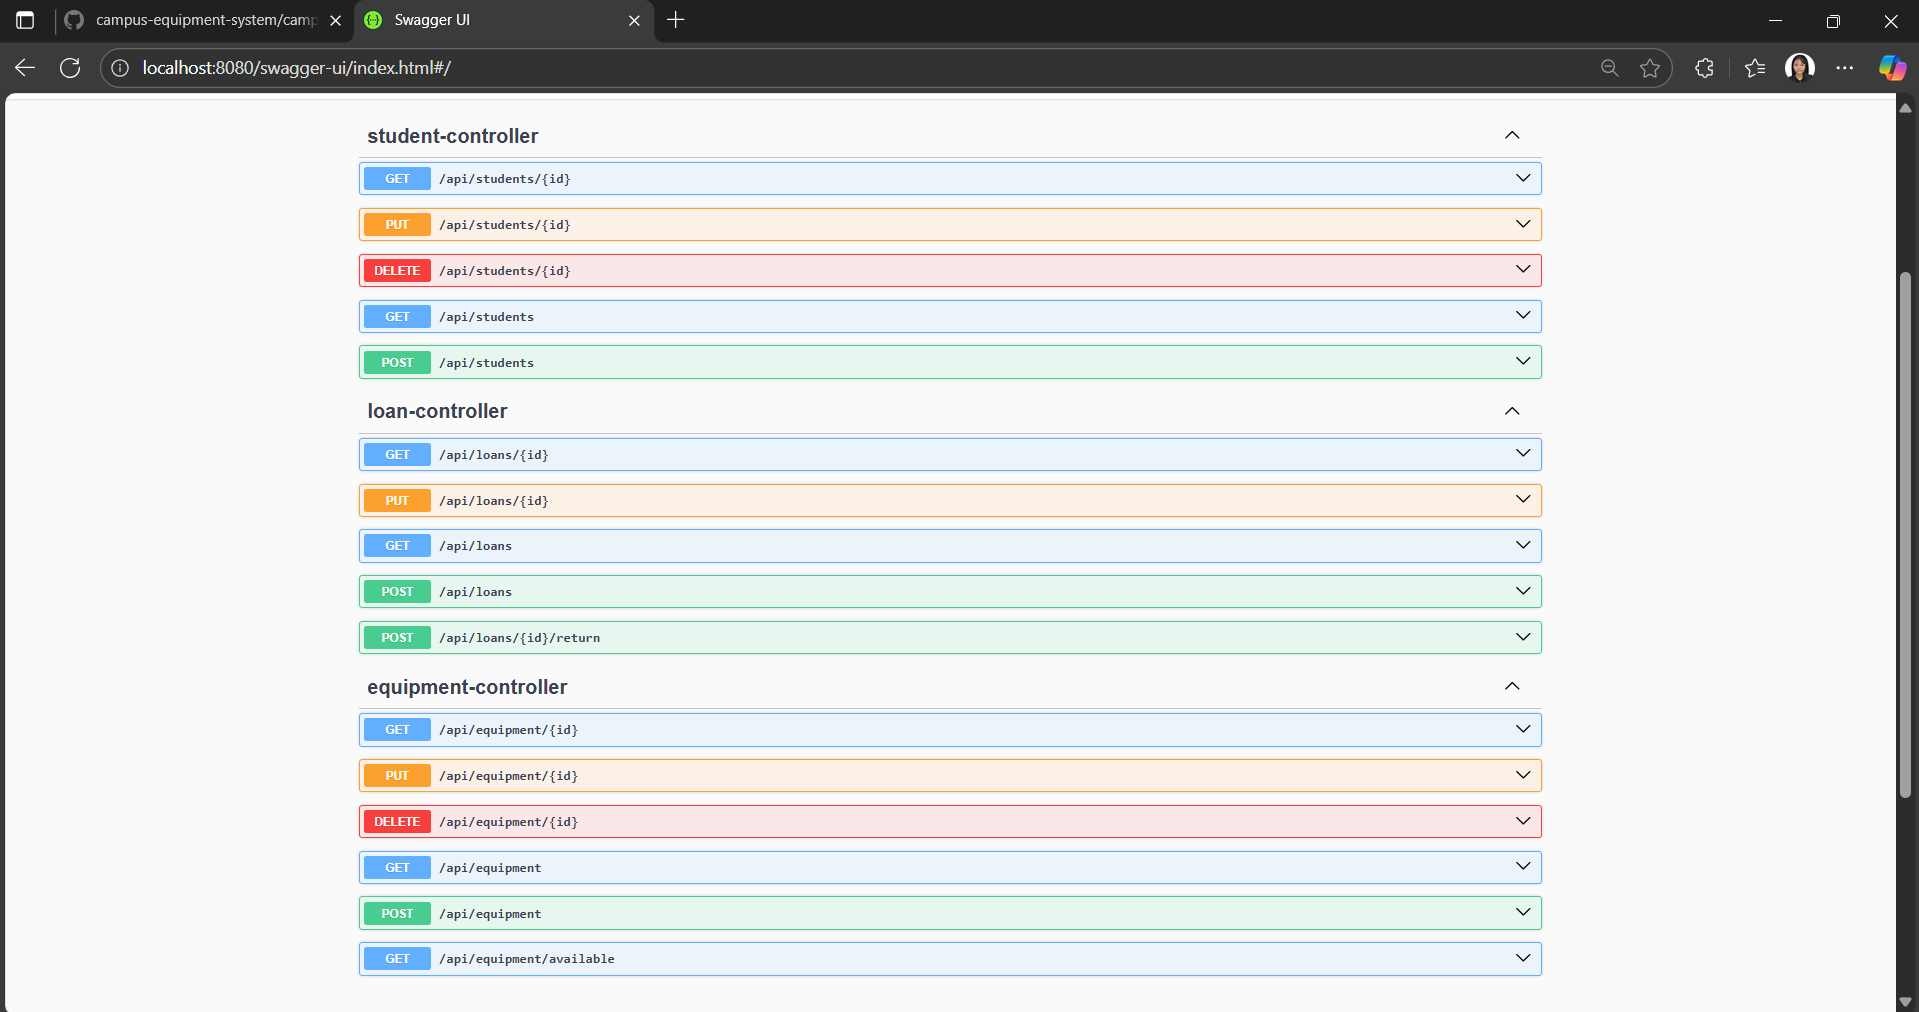 campus-equipment-system/camp
Swagger UI
localhost:8080/swagger-ui/index.html#/
student-controller
GET /api/students/{id}
PUT /api/students/{id}
DELETE /api/students/{id}
GET /api/students
POST /api/students
loan-controller
GET /api/loans/{id}
PUT /api/loans/{id}
GET /api/loans
POST /api/loans
POST /api/loans/{id}/return
equipment-controller
GET /api/equipment/{id}
PUT /api/equipment/{id}
DELETE /api/equipment/{id}
GET /api/equipment
POST /api/equipment
GET /api/equipment/available